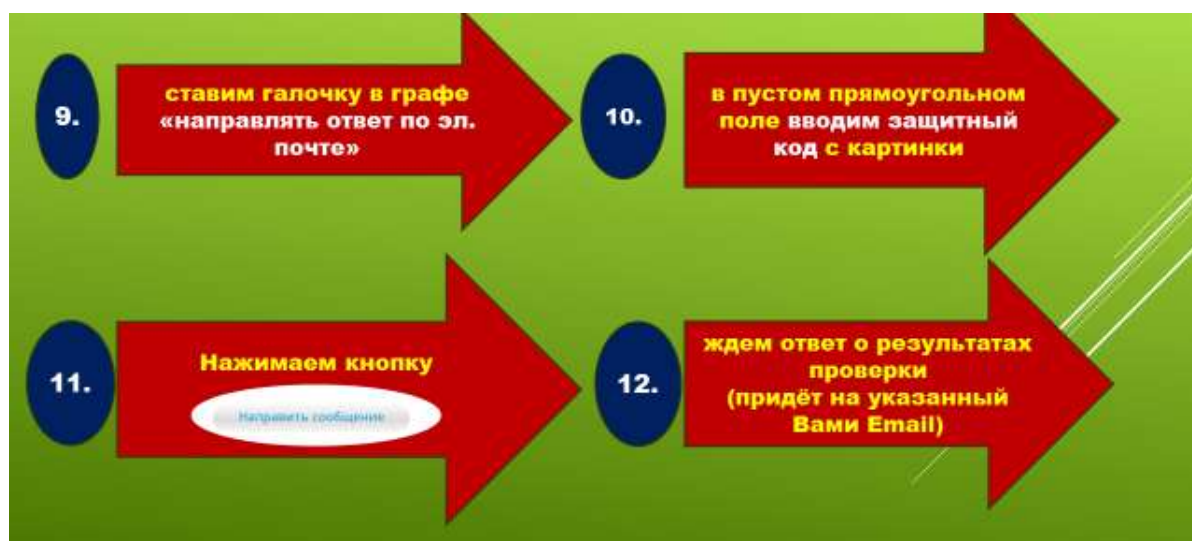 9.
ставим галочку в графе
«направлять ответ по эл.
почте»
10.
в пустом прямоугольном
поле вводим защитный
код с картинки
11.
Нажимаем кнопку
Направить сообщение
12.
ждем ответ о результатах
проверки
(придёт на указанный
Вами Email)